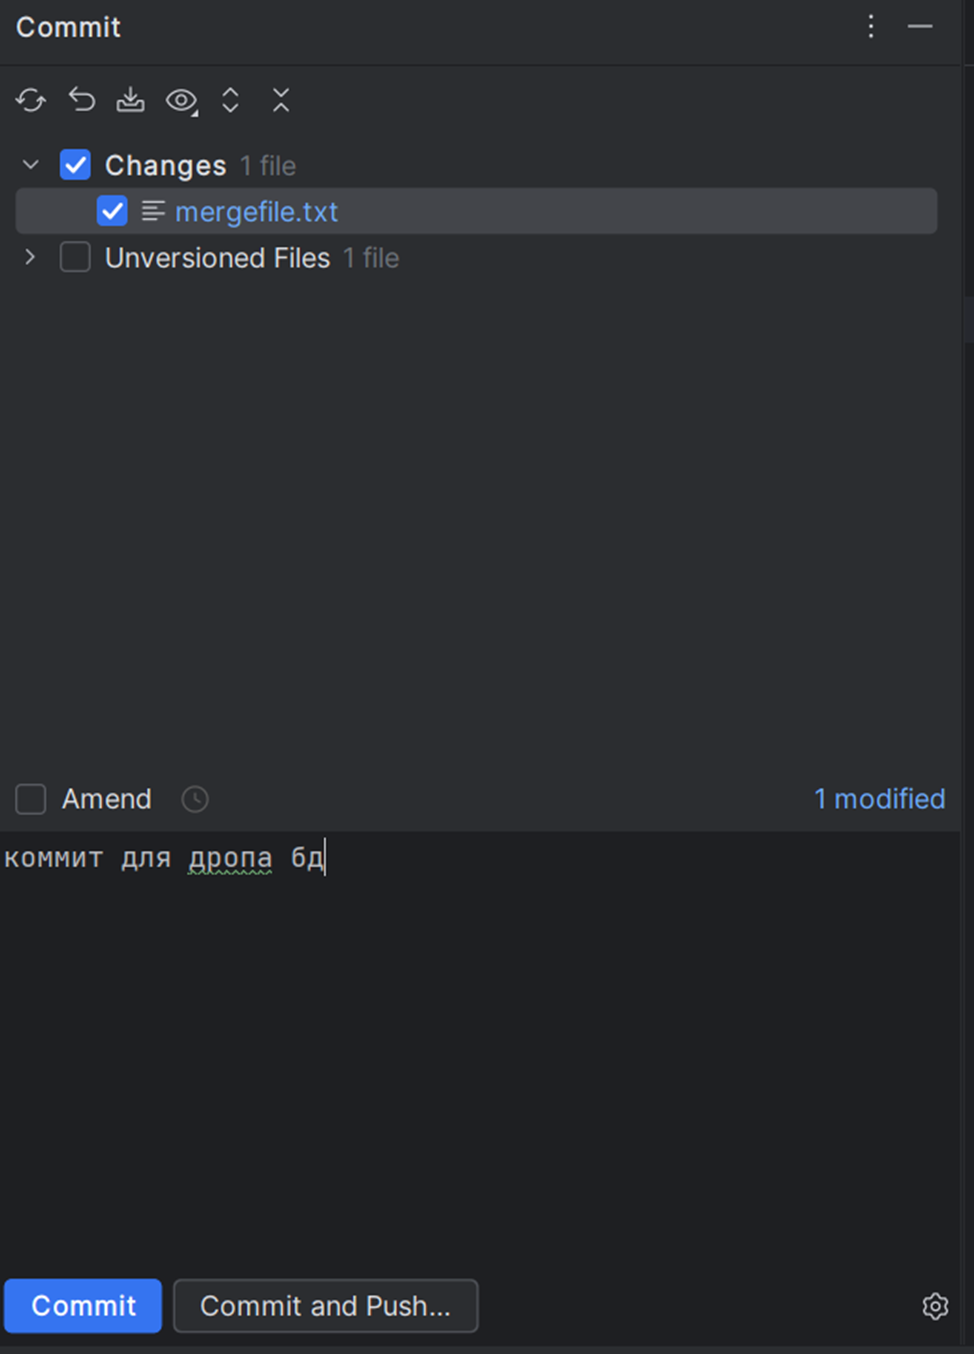 Commit
Changes 1 file
mergefile.txt
Unversioned Files 1 file
Amend 1 modified
коммит для дропа бд
Commit Commit and Push...